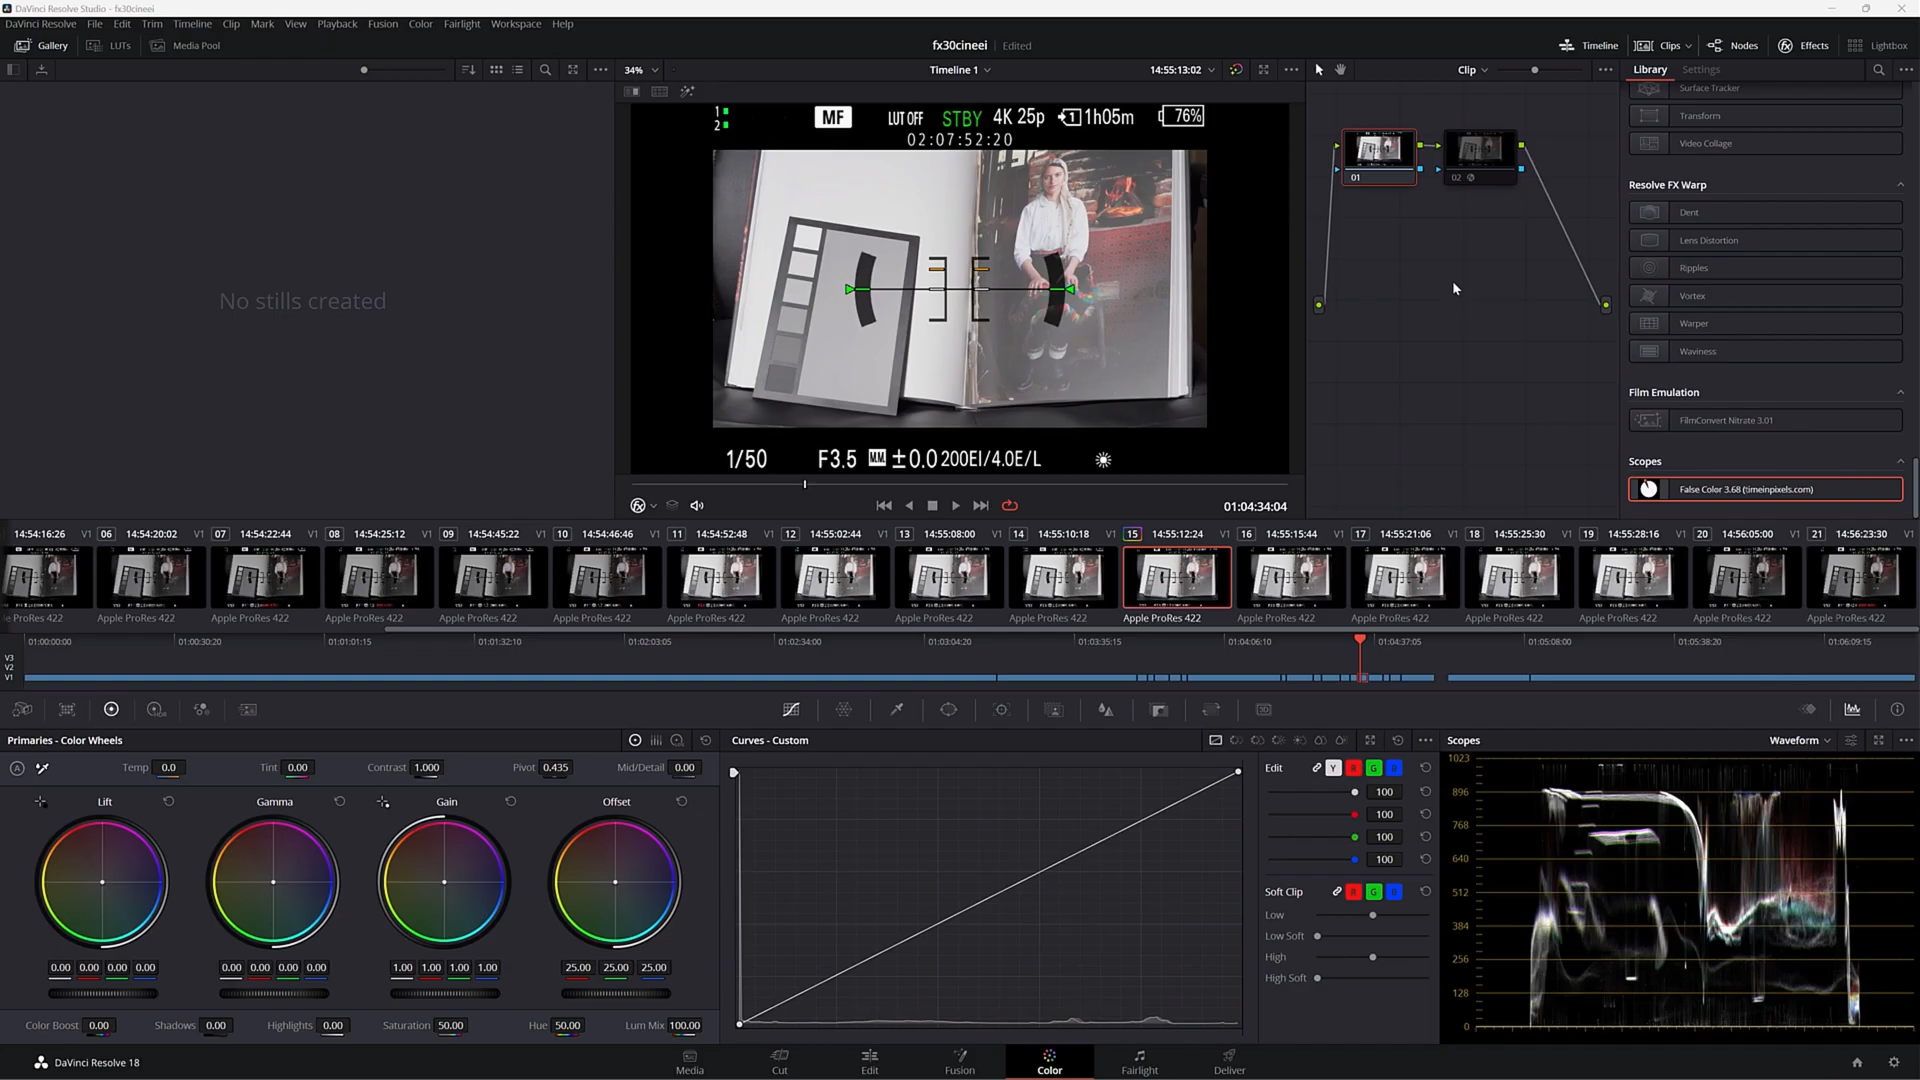 DaVinci Resolve Studio - fx30cineei
DaVinci Resolve File Edit Trim Timeline Clip Mark View Playback Fusion Color Fairlight Workspace Help
Gallery LUTs Media Pool
fx30cineei Edited
Timeline Clips Nodes Effects Lightbox
34% Timeline 1 14:55:13:02
Clip
Library Settings
No stills created
1
2
MF LUT OFF STBY 4K 25p 1 1h05m 76%
02:07:52:20
1/50 F3.5 M.M. ±0.0 200EI/4.0E/L
01:04:34:04
01
02
Surface Tracker
Transform
Video Collage
Resolve FX Warp
Dent
Lens Distortion
Ripples
Vortex
Warper
Waviness
Film Emulation
FilmConvert Nitrate 3.01
Scopes
False Color 3.68 (timeinpixels.com)
14:54:16:26 V1 06 14:54:20:02 V1 07 14:54:22:44 V1 08 14:54:25:12 V1 09 14:54:45:22 V1 10 14:54:46:46 V1 11 14:54:52:48 V1 12 14:55:02:44 V1 13 14:55:08:00 V1 14 14:55:10:18 V1 15 14:55:12:24 V1 16 14:55:15:44 V1 17 14:55:21:06 V1 18 14:55:25:30 V1 19 14:55:28:16 V1 20 14:56:05:00 V1 21 14:56:23:30 V1
le ProRes 422 Apple ProRes 422 Apple ProRes 422 Apple ProRes 422 Apple ProRes 422 Apple ProRes 422 Apple ProRes 422 Apple ProRes 422 Apple ProRes 422 Apple ProRes 422 Apple ProRes 422 Apple ProRes 422 Apple ProRes 422 Apple ProRes 422 Apple ProRes 422 Apple ProRes 422 Apple ProRes 422
01:00:00:00 01:00:30:20 01:01:01:15 01:01:32:10 01:02:03:05 01:02:34:00 01:03:04:20 01:03:35:15 01:04:06:10 01:04:37:05 01:05:08:00 01:05:38:20 01:06:09:15
V3
V2
V1
Primaries - Color Wheels
Temp 0.0 Tint 0.00 Contrast 1.000 Pivot 0.435 Mid/Detail 0.00
Lift Gamma Gain Offset
0.00 0.00 0.00 0.00 0.00 0.00 0.00 0.00 1.00 1.00 1.00 1.00 25.00 25.00 25.00
Color Boost 0.00 Shadows 0.00 Highlights 0.00 Saturation 50.00 Hue 50.00 Lum Mix 100.00
Curves - Custom
Edit Y R G B
100
100
100
100
Soft Clip R G B
Low
Low Soft
High
High Soft
Scopes Waveform
1023
896
768
640
512
384
256
128
0
DaVinci Resolve 18
Media Cut Edit Fusion Color Fairlight Deliver